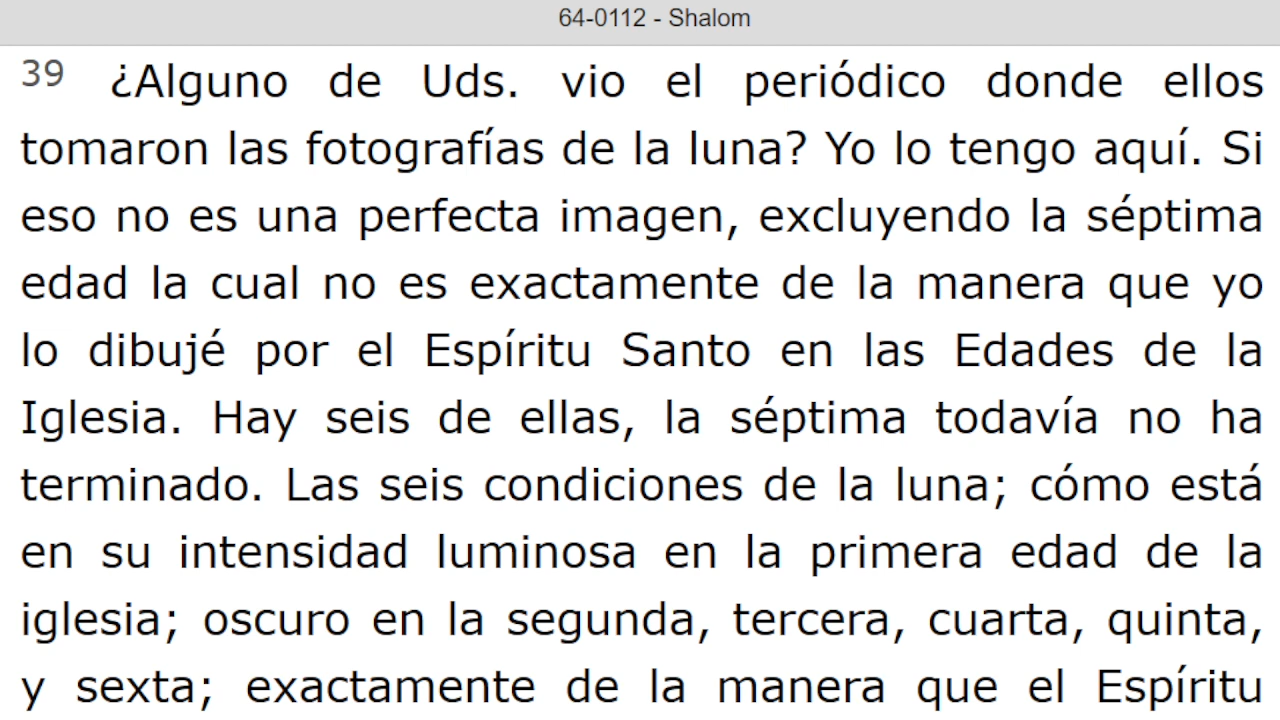 64-0112 - Shalom
39 ¿Alguno de Uds. vio el periódico donde ellos
tomaron las fotografías de la luna? Yo lo tengo aquí. Si
eso no es una perfecta imagen, excluyendo la séptima
edad la cual no es exactamente de la manera que yo
lo dibujé por el Espíritu Santo en las Edades de la
Iglesia. Hay seis de ellas, la séptima todavía no ha
terminado. Las seis condiciones de la luna; cómo está
en su intensidad luminosa en la primera edad de la
iglesia; oscuro en la segunda, tercera, cuarta, quinta,
y sexta; exactamente de la manera que el Espíritu